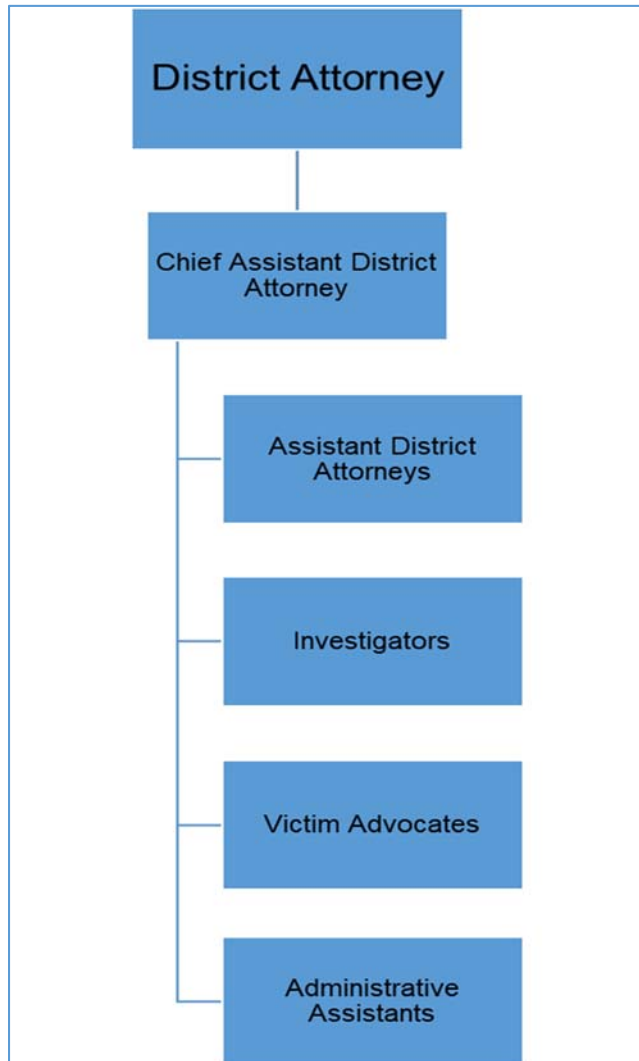 District Attorney
Chief Assistant District
Attorney
Assistant District
Attorneys
Investigators
Victim Advocates
Administrative
Assistants